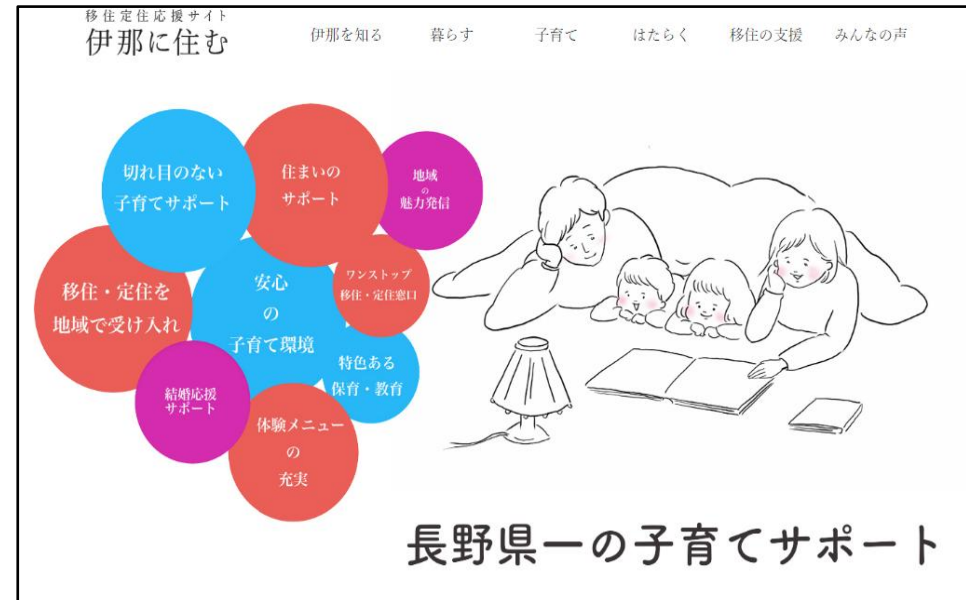 移住定住応援サイト
伊那に住む
伊那を知る 暮らす 子育て はたらく 移住の支援 みんなの声
切れ目のない
子育てサポート
住まいの
サポート
地域
の
魅力発信
移住・定住を
地域で受け入れ
安心
の
子育て環境
ワンストップ
移住・定住窓口
特色ある
保育・教育
結婚応援
サポート
体験メニュー
の
充実
長野県一の子育てサポート